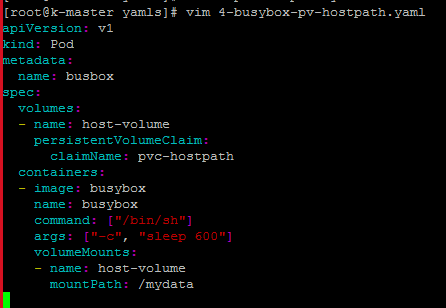 [root@k-master yamls]# vim 4-busybox-pv-hostpath.yaml
apiVersion: v1
kind: Pod
metadata:
  name: busbox
spec:
  volumes:
  - name: host-volume
    persistentVolumeClaim:
      claimName: pvc-hostpath
  containers:
  - image: busybox
    name: busybox
    command: ["/bin/sh"]
    args: ["-c", "sleep 600"]
    volumeMounts:
    - name: host-volume
      mountPath: /mydata